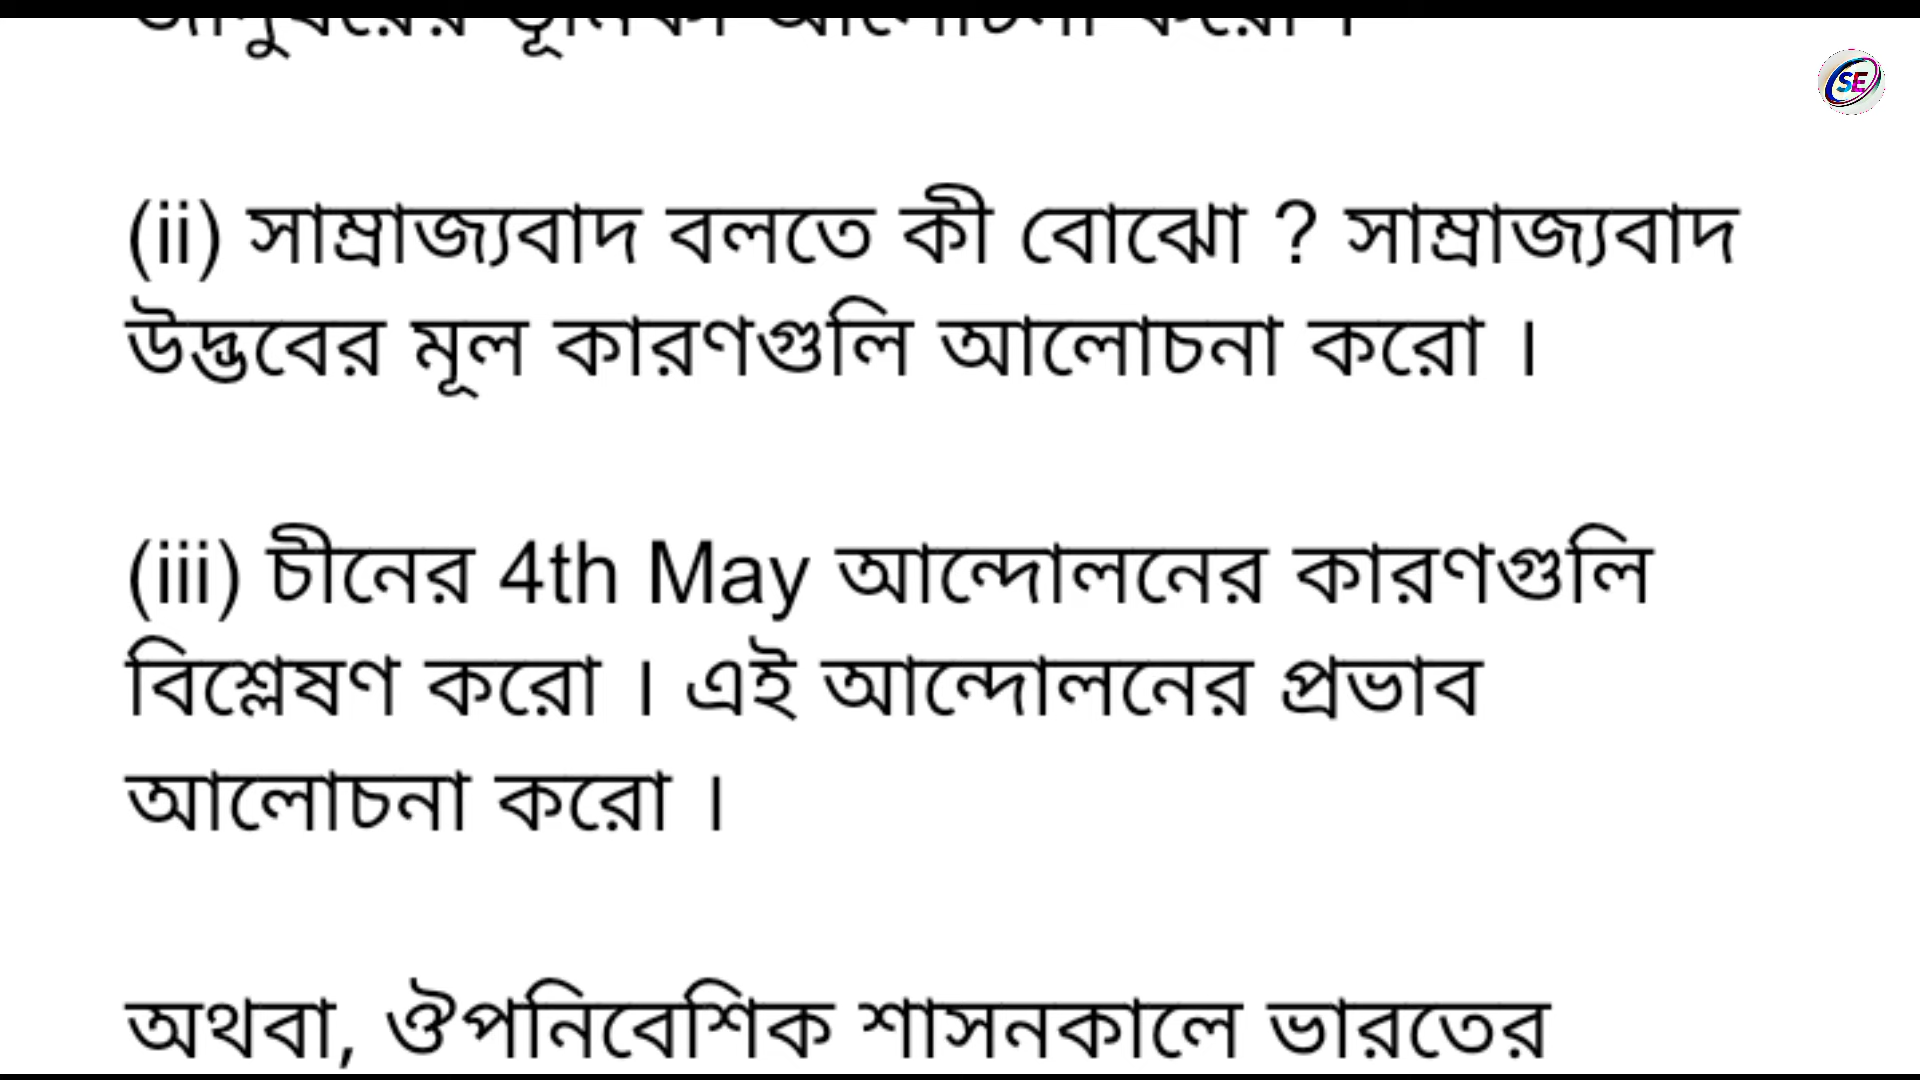 (ii) সাম্রাজ্যবাদ বলতে কী বোঝো ? সাম্রাজ্যবাদ
উদ্ভবের মূল কারণগুলি আলোচনা করো ।
(iii) চীনের 4th May আন্দোলনের কারণগুলি
বিশ্লেষণ করো । এই আন্দোলনের প্রভাব
আলোচনা করো ।
অথবা, ঔপনিবেশিক শাসনকালে ভারতের
SE